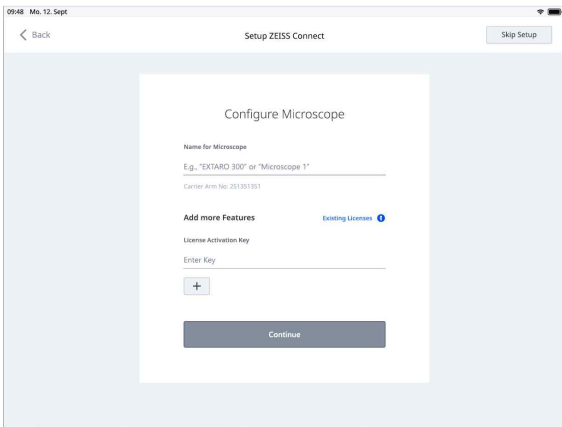 09:48 Mo. 12. Sept
Back
Setup ZEISS Connect
Skip Setup
Configure Microscope
Name for Microscope
E.g., "EXTARO 300" or "Microscope 1"
Carrier Arm No: 251351351
Add more Features
Existing Licenses
License Activation Key
Enter Key
+
Continue